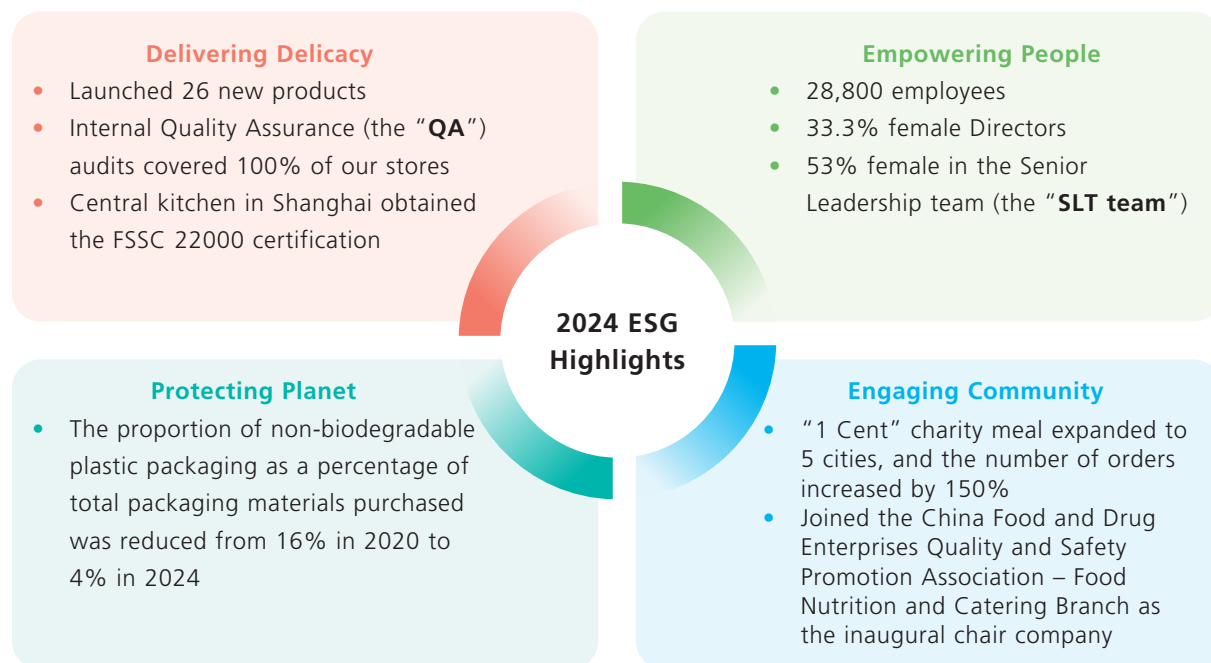 Delivering Delicacy
• Launched 26 new products
• Internal Quality Assurance (the “QA”)
audits covered 100% of our stores
• Central kitchen in Shanghai obtained
the FSSC 22000 certification
Empowering People
• 28,800 employees
• 33.3% female Directors
• 53% female in the Senior
Leadership team (the “SLT team”)
2024 ESG
Highlights
Protecting Planet
• The proportion of non-biodegradable
plastic packaging as a percentage of
total packaging materials purchased
was reduced from 16% in 2020 to
4% in 2024
Engaging Community
• “1 Cent” charity meal expanded to
5 cities, and the number of orders
increased by 150%
• Joined the China Food and Drug
Enterprises Quality and Safety
Promotion Association – Food
Nutrition and Catering Branch as
the inaugural chair company